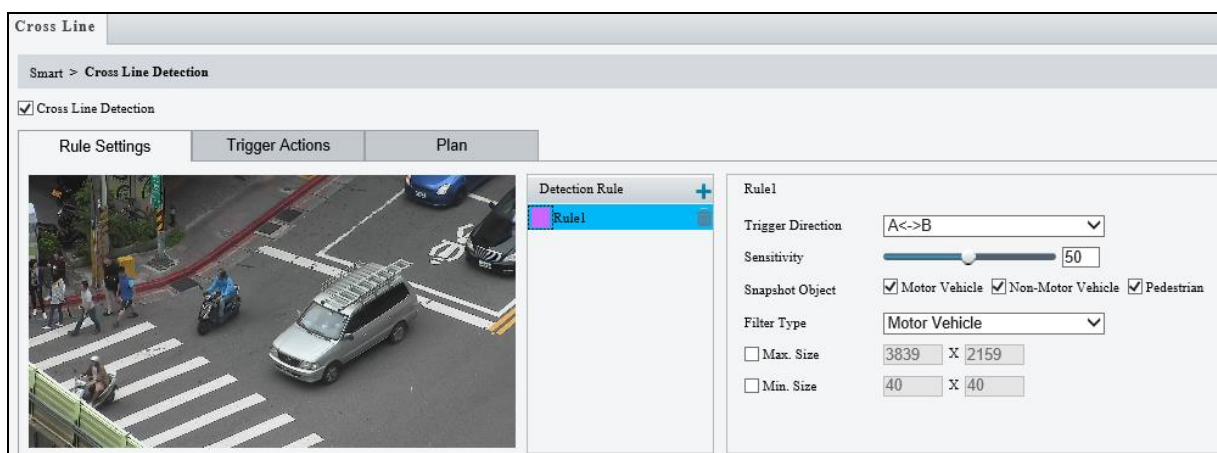 Cross Line
Smart > Cross Line Detection
Cross Line Detection
Rule Settings Trigger Actions Plan
Detection Rule +
Rule1
Rule1
Trigger Direction A<->B
Sensitivity 50
Snapshot Object Motor Vehicle Non-Motor Vehicle Pedestrian
Filter Type Motor Vehicle
Max. Size 3839 X 2159
Min. Size 40 X 40